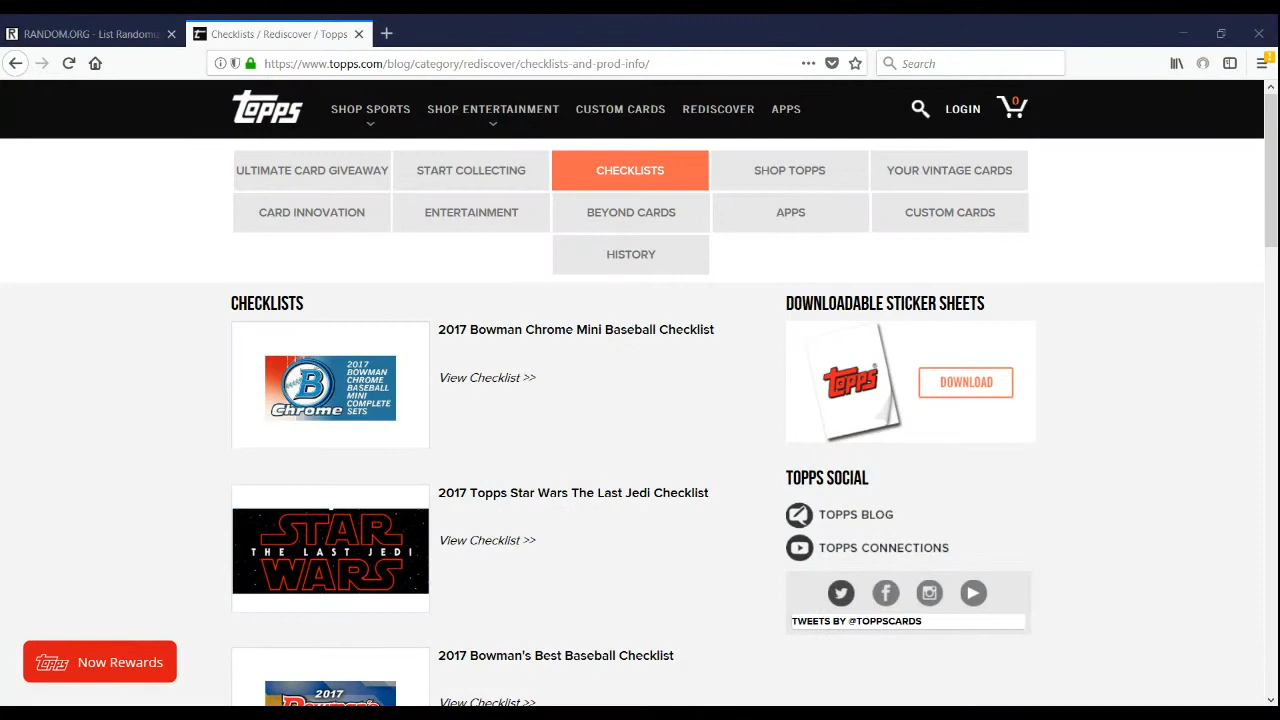 RANDOM.ORG - List Randomi
Checklists / Rediscover / Topps
https://www.topps.com/blog/category/rediscover/checklists-and-prod-info/
Search
topps
SHOP SPORTS
SHOP ENTERTAINMENT
CUSTOM CARDS
REDISCOVER
APPS
LOGIN
0
ULTIMATE CARD GIVEAWAY
START COLLECTING
CHECKLISTS
SHOP TOPPS
YOUR VINTAGE CARDS
CARD INNOVATION
ENTERTAINMENT
BEYOND CARDS
APPS
CUSTOM CARDS
HISTORY
CHECKLISTS
B
Chrome
2017
BOWMAN
CHROME
BASEBALL
MINI
COMPLETE
SETS
2017 Bowman Chrome Mini Baseball Checklist
View Checklist >>
STAR
THE LAST JEDI
WARS
2017 Topps Star Wars The Last Jedi Checklist
View Checklist >>
2017
Bowman's
2017 Bowman's Best Baseball Checklist
View Checklist >>
DOWNLOADABLE STICKER SHEETS
topps
DOWNLOAD
TOPPS SOCIAL
TOPPS BLOG
TOPPS CONNECTIONS
TWEETS BY @TOPPSCARDS
topps Now Rewards